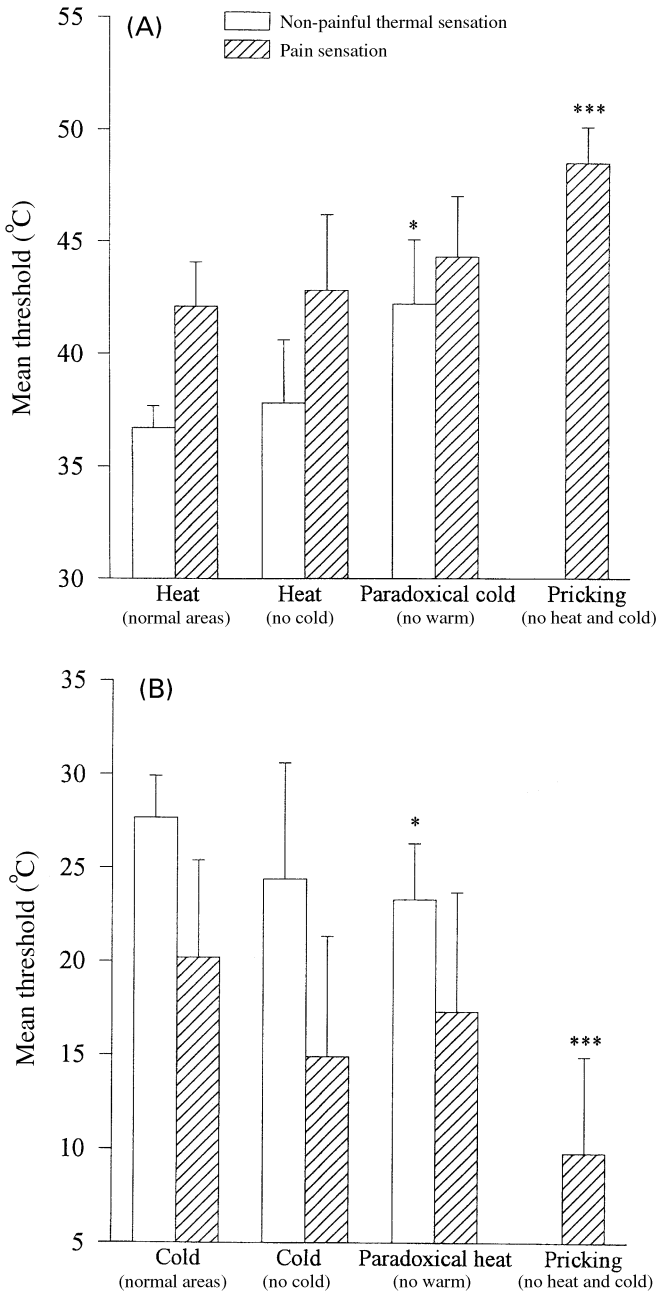 (A)
Non-painful thermal sensation
Pain sensation
55
50
45
40
35
30
Mean threshold (°C)
*
***
Heat
(normal areas)
Heat
(no cold)
Paradoxical cold
(no warm)
Pricking
(no heat and cold)
(B)
35
30
25
20
15
10
5
Mean threshold (°C)
*
***
Cold
(normal areas)
Cold
(no cold)
Paradoxical heat
(no warm)
Pricking
(no heat and cold)